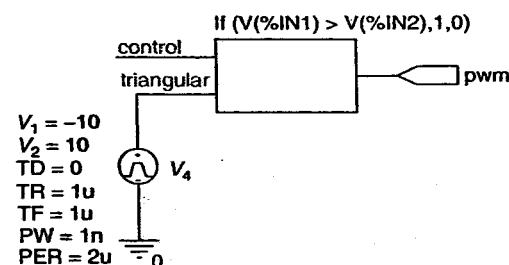 If (V(%IN1) > V(%IN2),1,0)
control
triangular
pwm
V₁ = −10
V₂ = 10
TD = 0
TR = 1u
TF = 1u
PW = 1n
PER = 2u
V₄
0